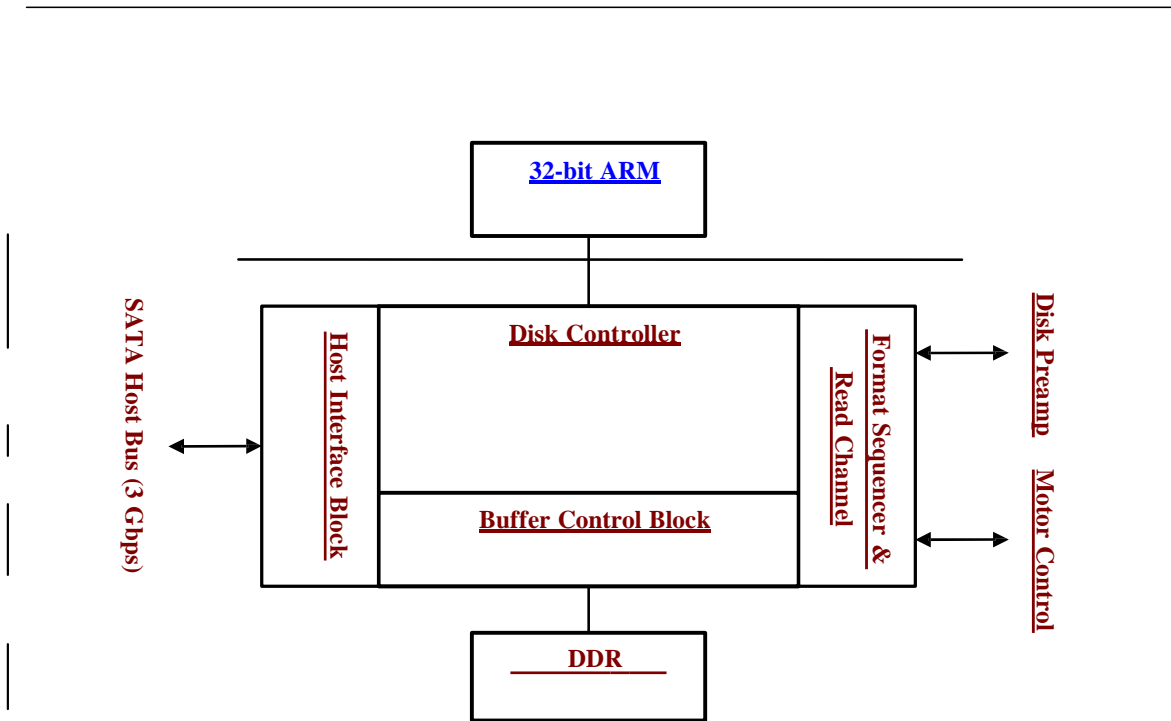 32-bit ARM
SATA Host Bus (3 Gbps)
Host Interface Block
Disk Controller
Buffer Control Block
Format Sequencer &
Read Channel
Disk Preamp
Motor Control
DDR